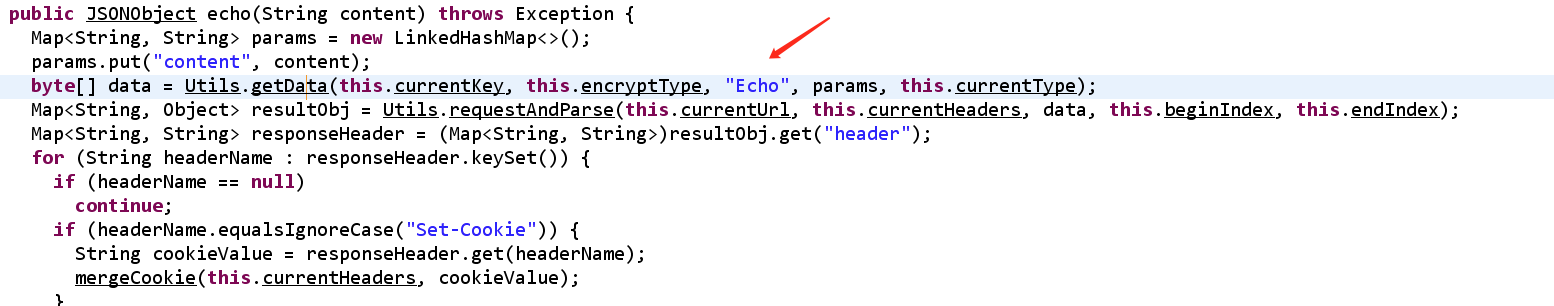 public JSONObject echo(String content) throws Exception {
  Map<String, String> params = new LinkedHashMap<>();
  params.put("content", content);
  byte[] data = Utils.getData(this.currentKey, this.encryptType, "Echo", params, this.currentType);
  Map<String, Object> resultObj = Utils.requestAndParse(this.currentUrl, this.currentHeaders, data, this.beginIndex, this.endIndex);
  Map<String, String> responseHeader = (Map<String, String>)resultObj.get("header");
  for (String headerName : responseHeader.keySet()) {
    if (headerName == null)
      continue;
    if (headerName.equalsIgnoreCase("Set-Cookie")) {
      String cookieValue = responseHeader.get(headerName);
      mergeCookie(this.currentHeaders, cookieValue);
    }